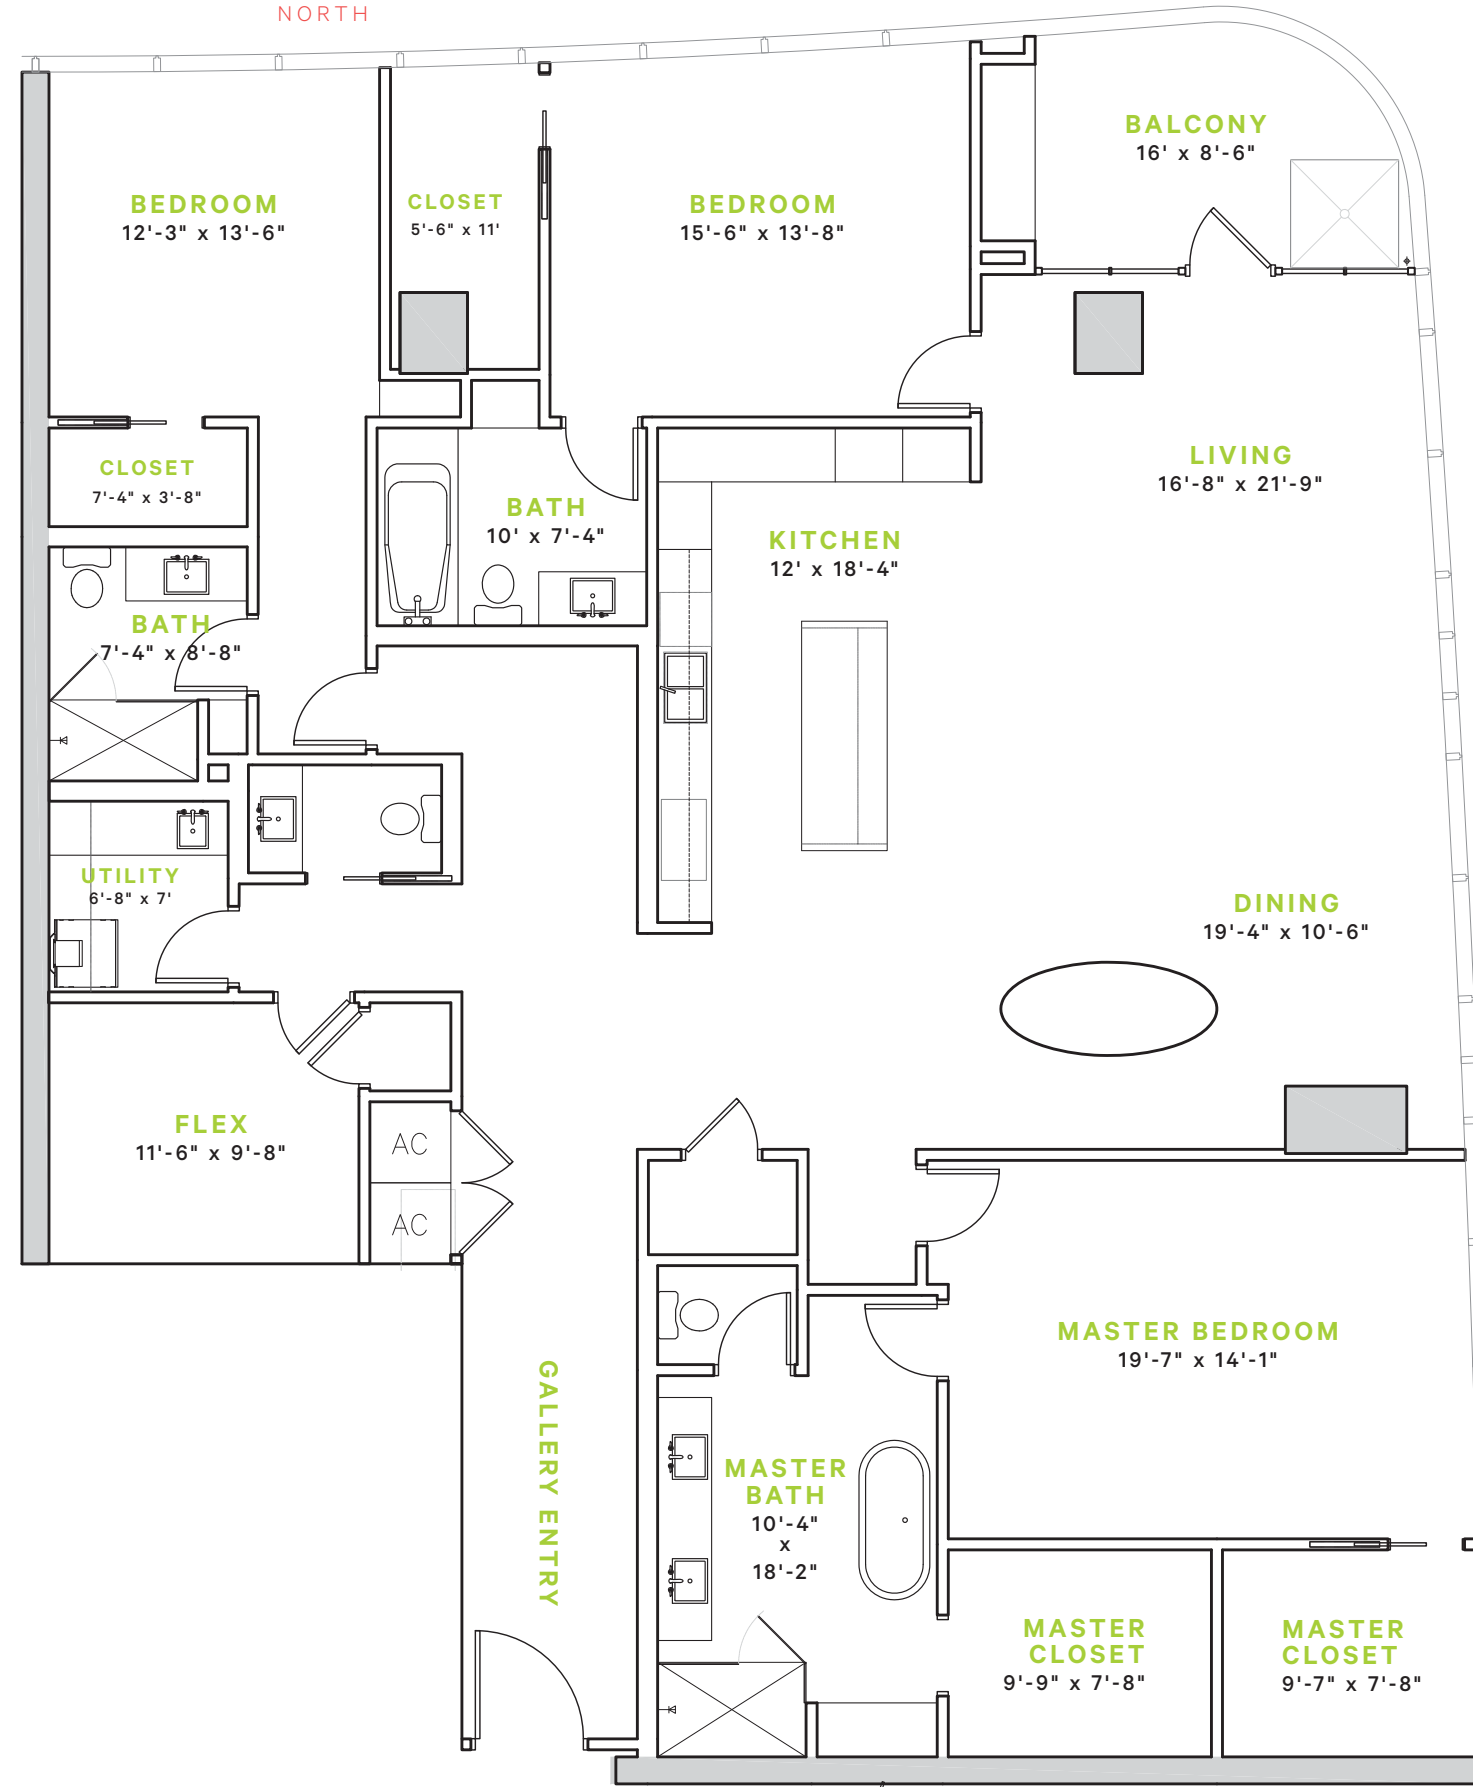 NORTH
BALCONY
16' x 8'-6"
BEDROOM
12'-3" x 13'-6"
CLOSET
5'-6" x 11'
BEDROOM
15'-6" x 13'-8"
LIVING
16'-8" x 21'-9"
CLOSET
7'-4" x 3'-8"
BATH
10' x 7'-4"
KITCHEN
12' x 18'-4"
BATH
7'-4" x 8'-8"
UTILITY
6'-8" x 7'
DINING
19'-4" x 10'-6"
FLEX
11'-6" x 9'-8"
AC
AC
MASTER BEDROOM
19'-7" x 14'-1"
GALLERY ENTRY
MASTER
BATH
10'-4"
x
18'-2"
MASTER
CLOSET
9'-9" x 7'-8"
MASTER
CLOSET
9'-7" x 7'-8"